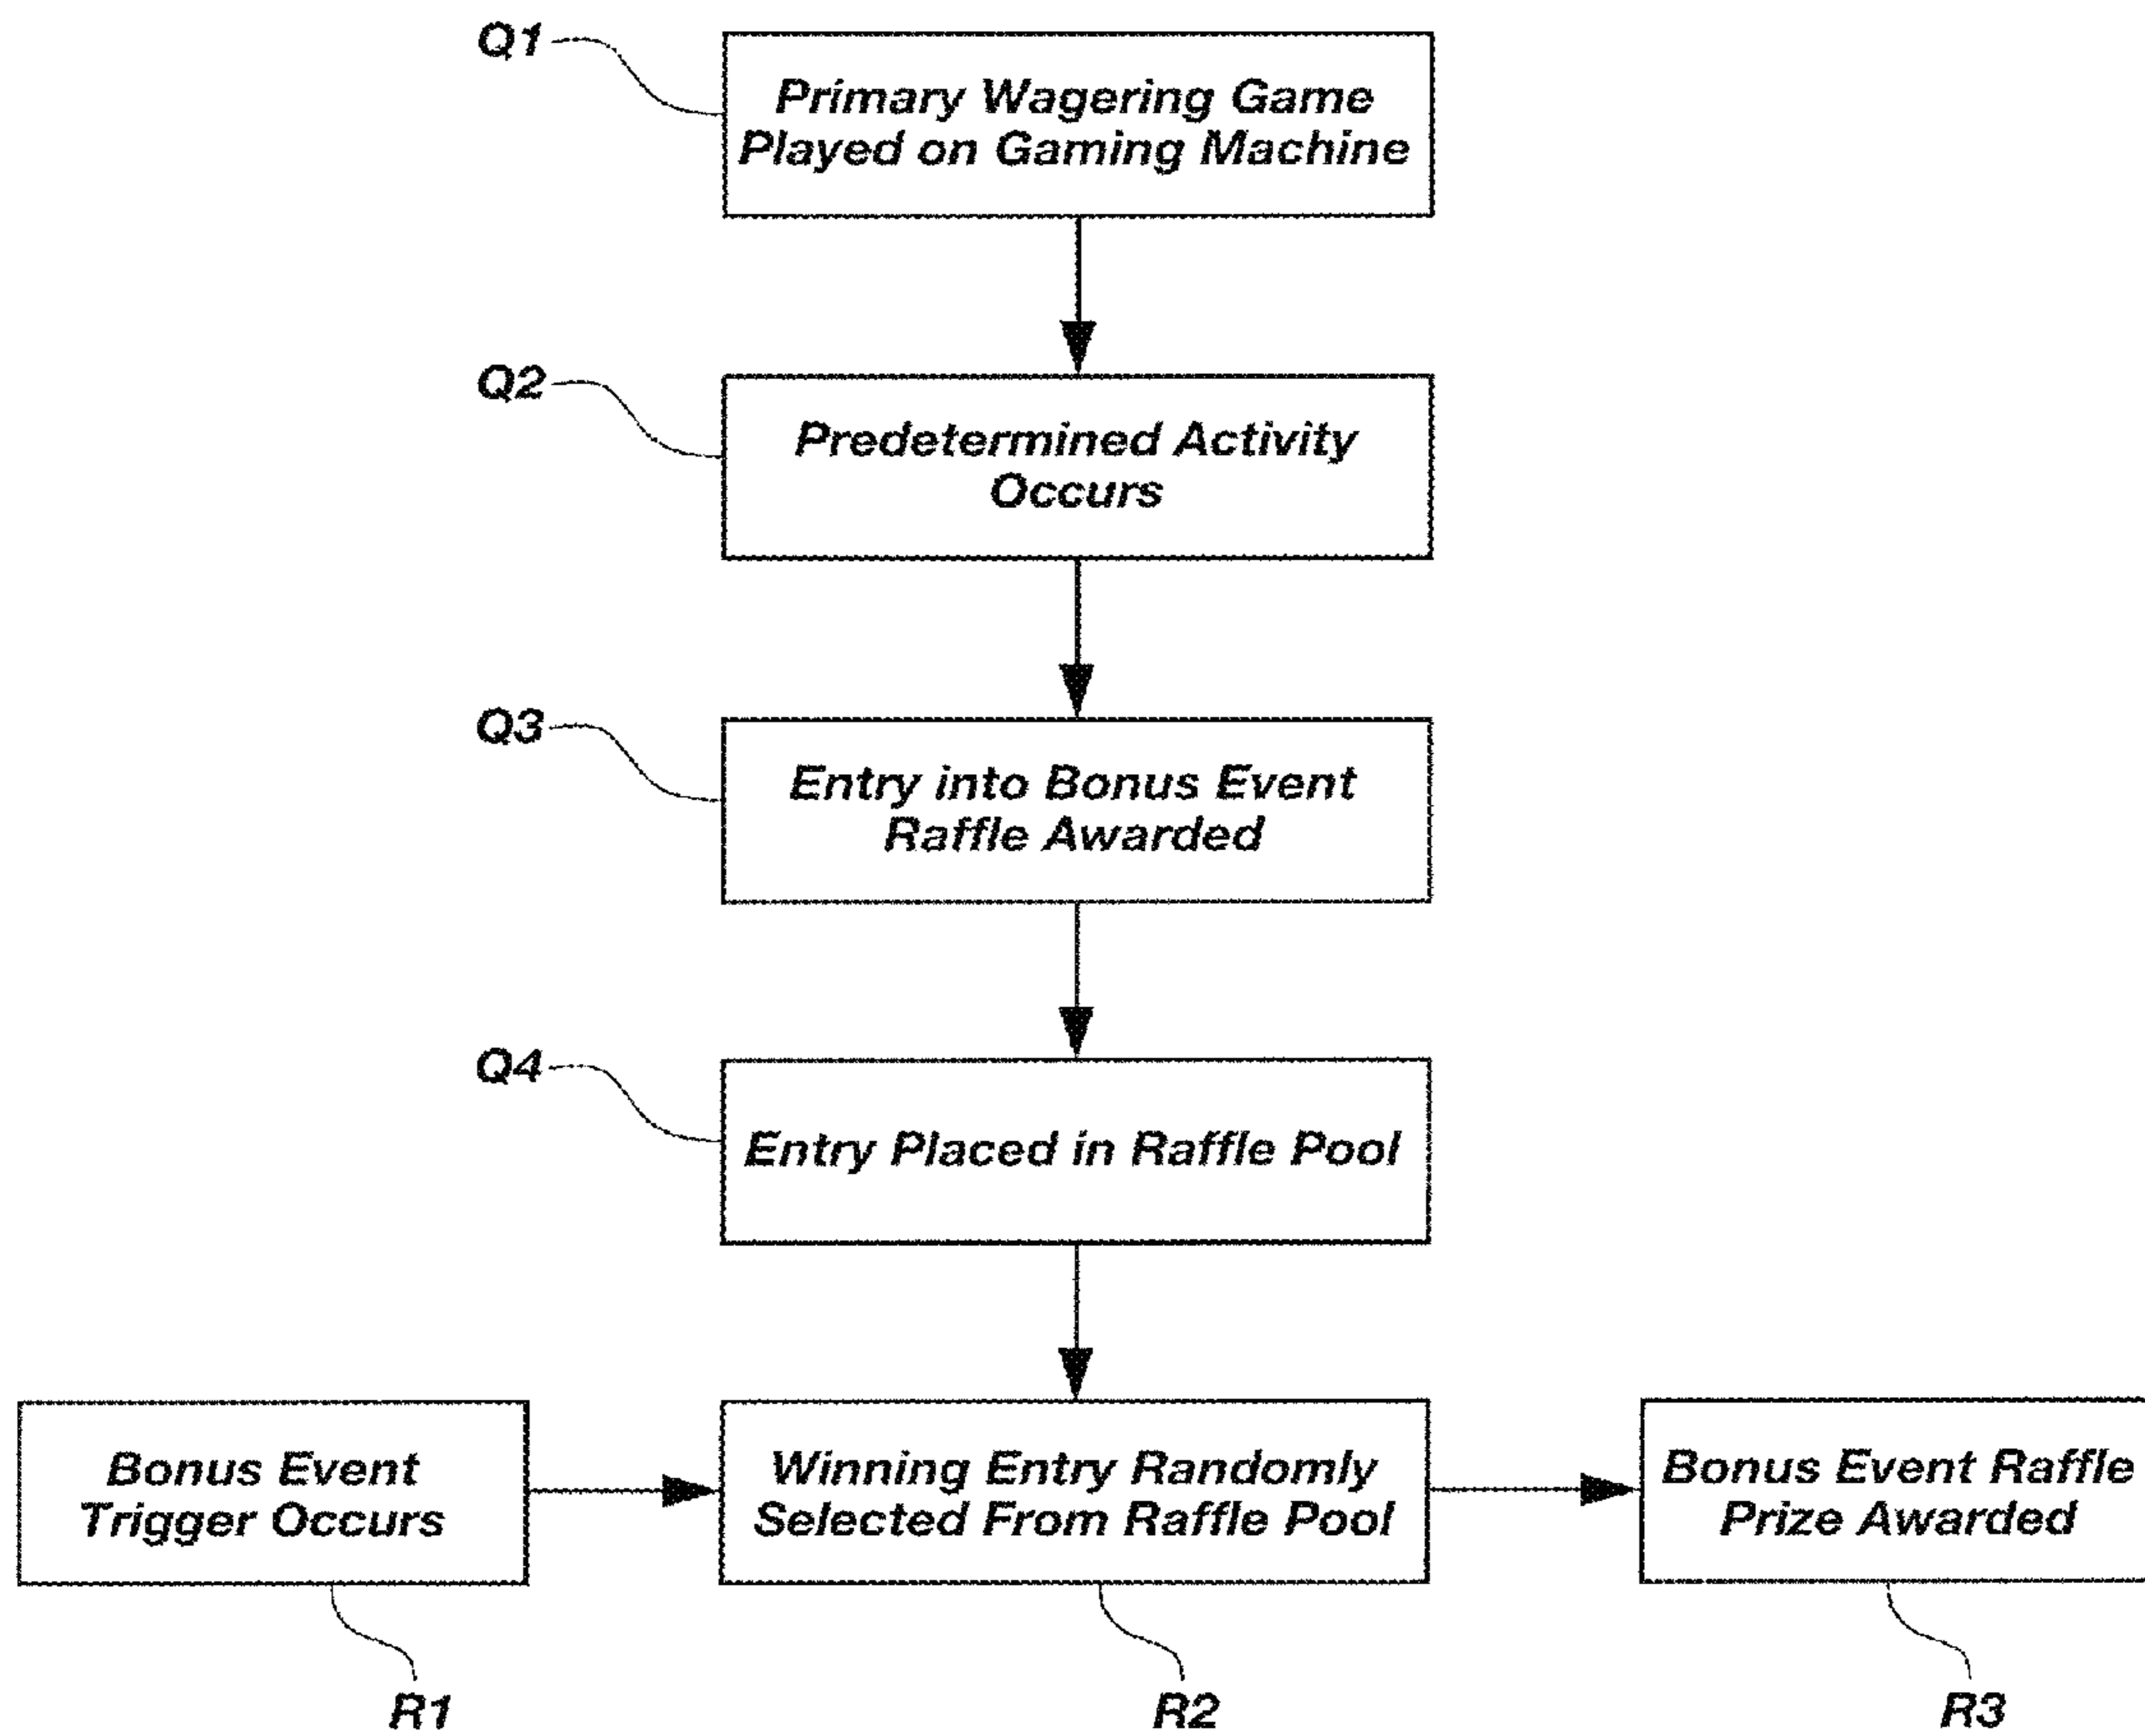 Q1
Primary Wagering Game
Played on Gaming Machine
Q2
Predetermined Activity
Occurs
Q3
Entry into Bonus Event
Raffle Awarded
Q4
Entry Placed in Raffle Pool
Bonus Event
Trigger Occurs
Winning Entry Randomly
Selected From Raffle Pool
Bonus Event Raffle
Prize Awarded
R1
R2
R3